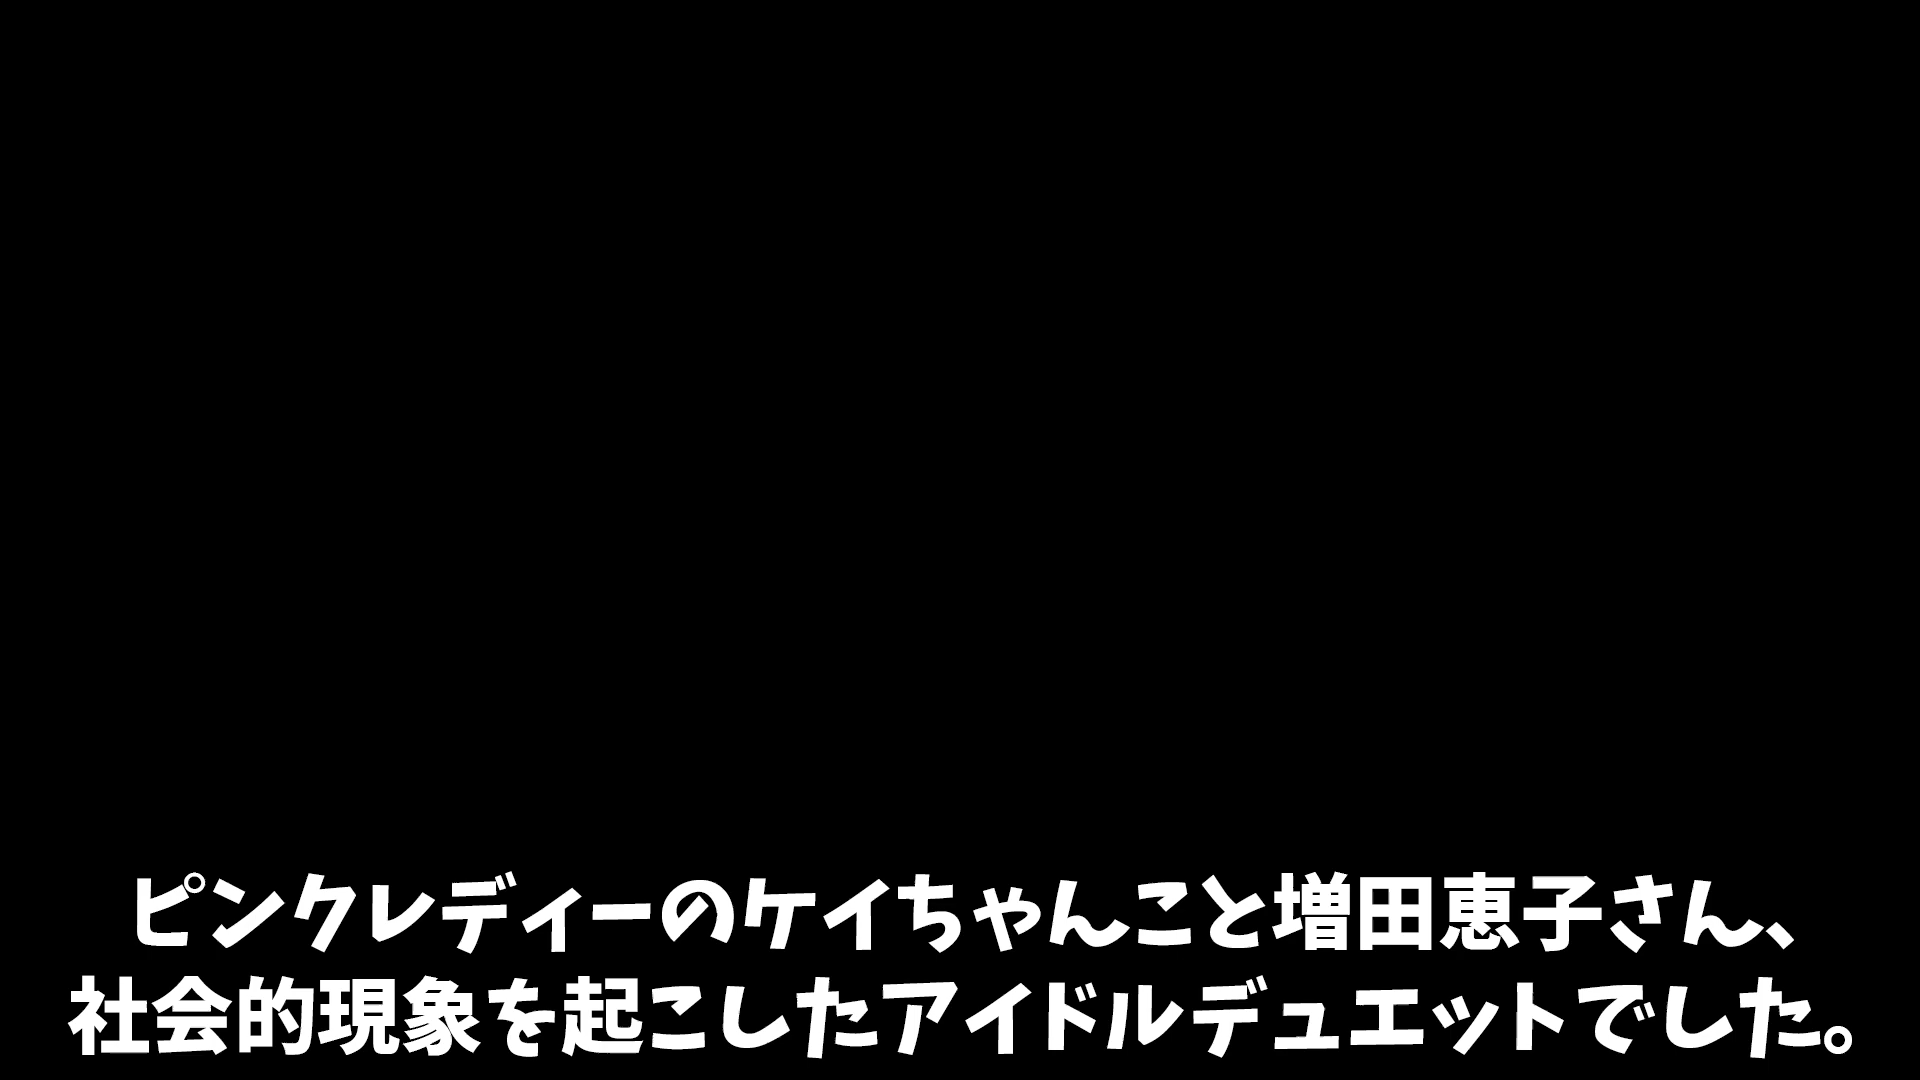 ピンクレディーのケイちゃんこと増田恵子さん、
社会的現象を起こしたアイドルデュエットでした。